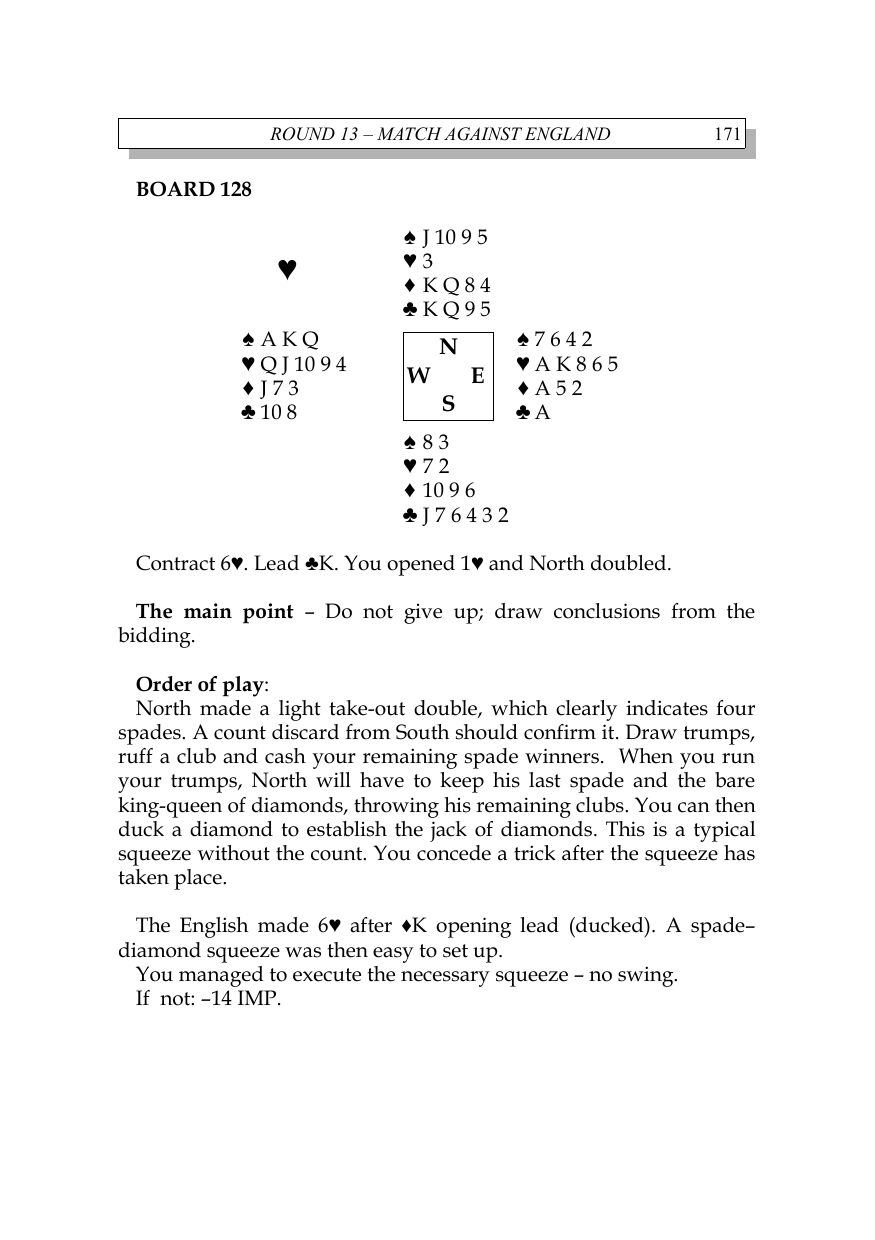 ROUND 13 – MATCH AGAINST ENGLAND 171
BOARD 128
♥
♠ J 10 9 5
♥ 3
♦ K Q 8 4
♣ K Q 9 5
♠ A K Q
♥ Q J 10 9 4
♦ J 7 3
♣ 10 8
N
W E
S
♠ 7 6 4 2
♥ A K 8 6 5
♦ A 5 2
♣ A
♠ 8 3
♥ 7 2
♦ 10 9 6
♣ J 7 6 4 3 2
Contract 6♥. Lead ♣K. You opened 1♥ and North doubled.
The main point – Do not give up; draw conclusions from the
bidding.
Order of play:
North made a light take-out double, which clearly indicates four
spades. A count discard from South should confirm it. Draw trumps,
ruff a club and cash your remaining spade winners. When you run
your trumps, North will have to keep his last spade and the bare
king-queen of diamonds, throwing his remaining clubs. You can then
duck a diamond to establish the jack of diamonds. This is a typical
squeeze without the count. You concede a trick after the squeeze has
taken place.
The English made 6♥ after ♦K opening lead (ducked). A spade–
diamond squeeze was then easy to set up.
You managed to execute the necessary squeeze – no swing.
If not: –14 IMP.